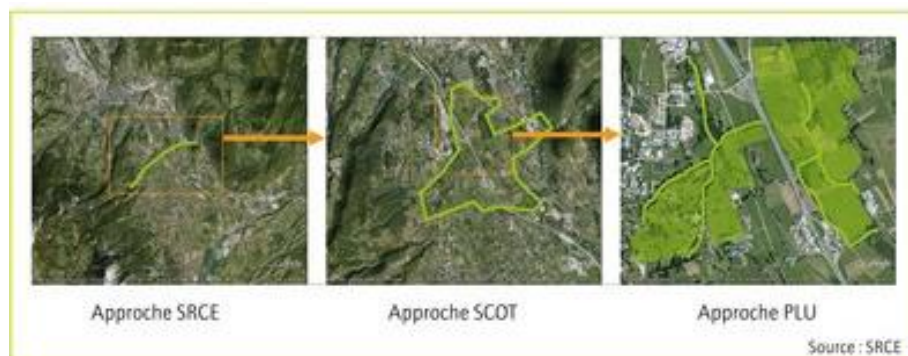 Approche SRCE
Approche SCOT
Approche PLU
Source : SRCE